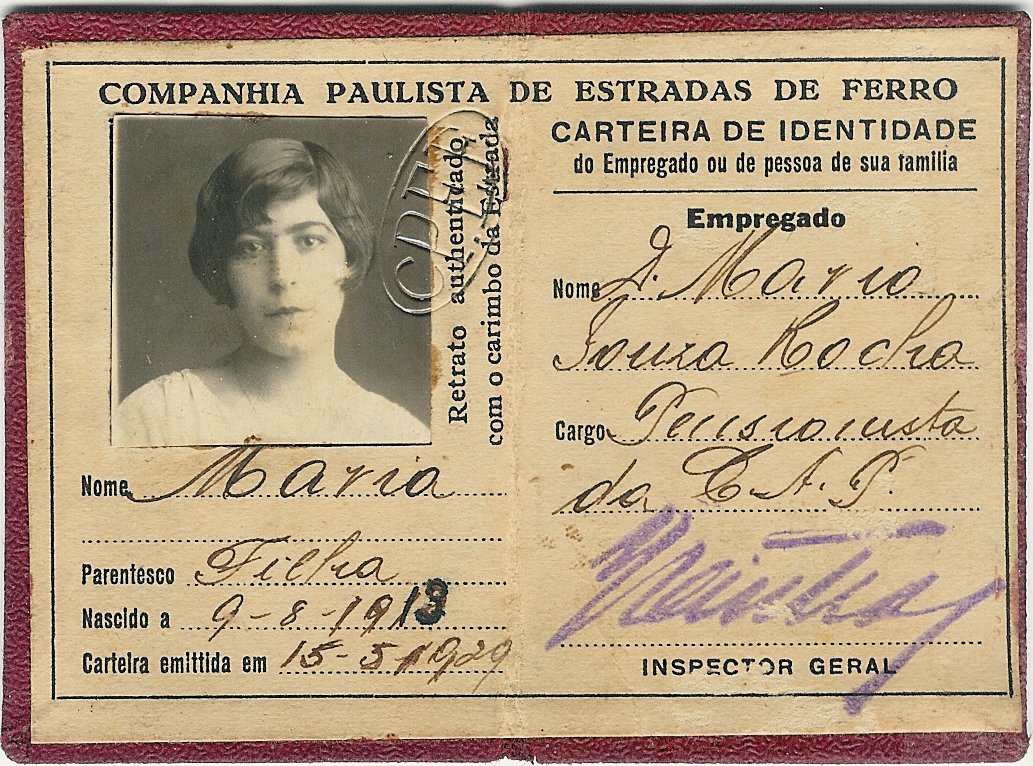 COMPANHIA PAULISTA DE ESTRADAS DE FERRO
Retrato authenticado
com o carimbo da Estrada
Nome Maria
Parentesco Filha
Nascido a 9-8-1913
Carteira emittida em 15-5-1929
CARTEIRA DE IDENTIDADE
do Empregado ou de pessoa de sua familia
Empregado
Nome D. Maria
Souza Rocha
Cargo Pensionista
da C.A.P.
INSPECTOR GERAL